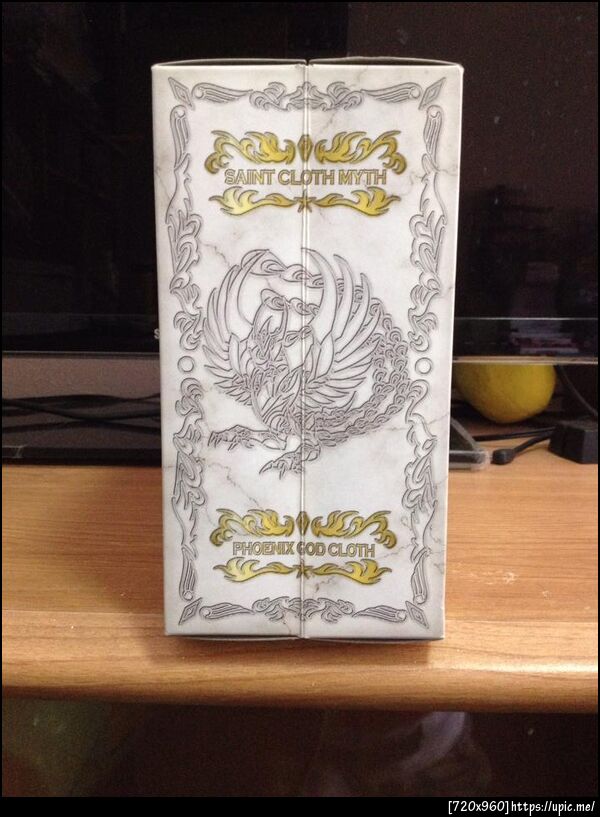 SAINT CLOTH MYTH
PHOENIX GOD CLOTH
[720x960]https://upic.me/